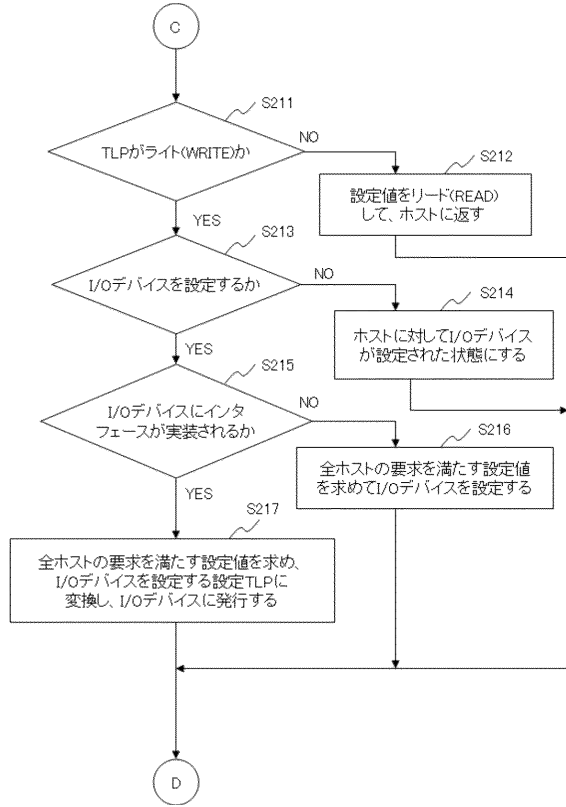 C
S211
TLPがライト(WRITE)か
NO
S212
設定値をリード(READ)
して、ホストに返す
YES
S213
I/Oデバイスを設定するか
NO
S214
ホストに対してI/Oデバイス
が設定された状態にする
YES
S215
I/Oデバイスにインタ
フェースが実装されるか
NO
S216
全ホストの要求を満たす設定値
を求めてI/Oデバイスを設定する
YES
S217
全ホストの要求を満たす設定値を求め、
I/Oデバイスを設定する設定TLPに
変換し、I/Oデバイスに発行する
D